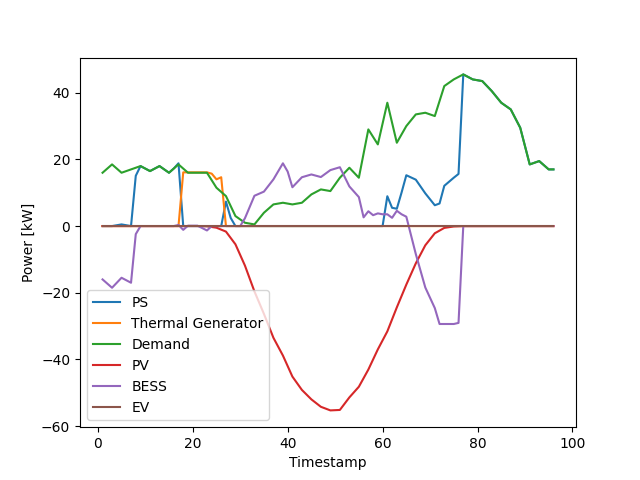 Power [kW]
40
20
0
−20
−40
−60
PS
Thermal Generator
Demand
PV
BESS
EV
0 20 40 60 80 100
Timestamp